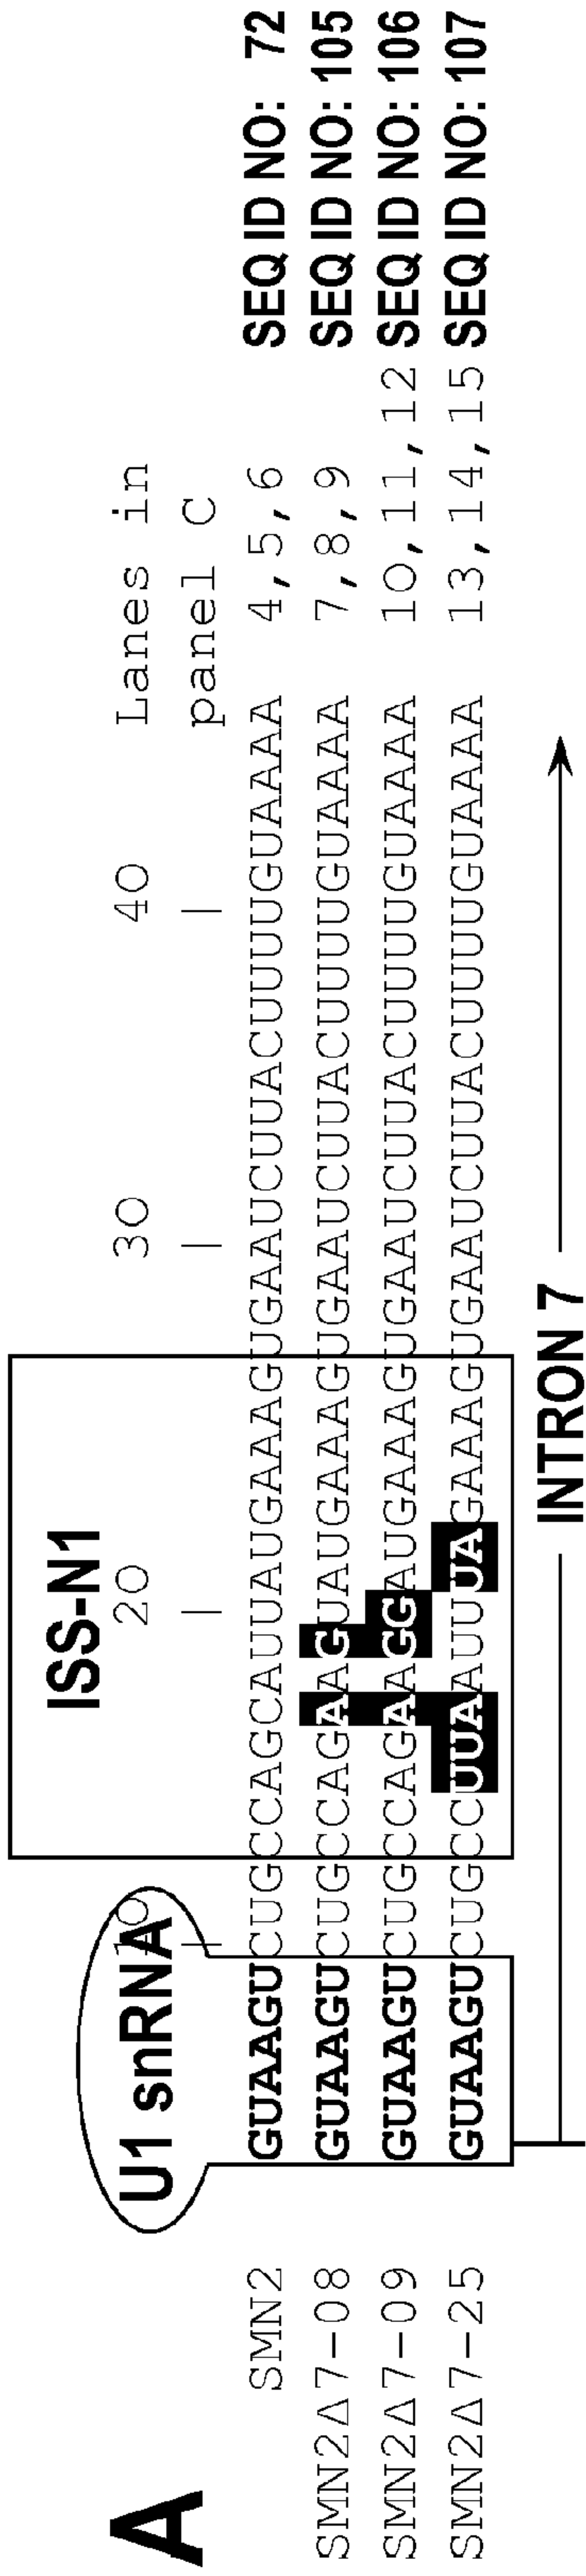 A
ISS-N1
U1 snRNA
10 20 30 40 Lanes in
panel C
SMN2 GUAAGUCUGCCAGCAUUAUGAAAGUGAAUCUUACUUUUGUAAAA 4,5,6 SEQ ID NO: 72
SMN2Δ7-08 GUAAGUCUGCCAGAAGUAUGAAAGUGAAUCUUACUUUUGUAAAA 7,8,9 SEQ ID NO: 105
SMN2Δ7-09 GUAAGUCUGCCAGAAGGAUGAAAGUGAAUCUUACUUUUGUAAAA 10,11,12 SEQ ID NO: 106
SMN2Δ7-25 GUAAGUCUGCCUUAAUUUAGAAAGUGAAUCUUACUUUUGUAAAA 13,14,15 SEQ ID NO: 107
INTRON 7